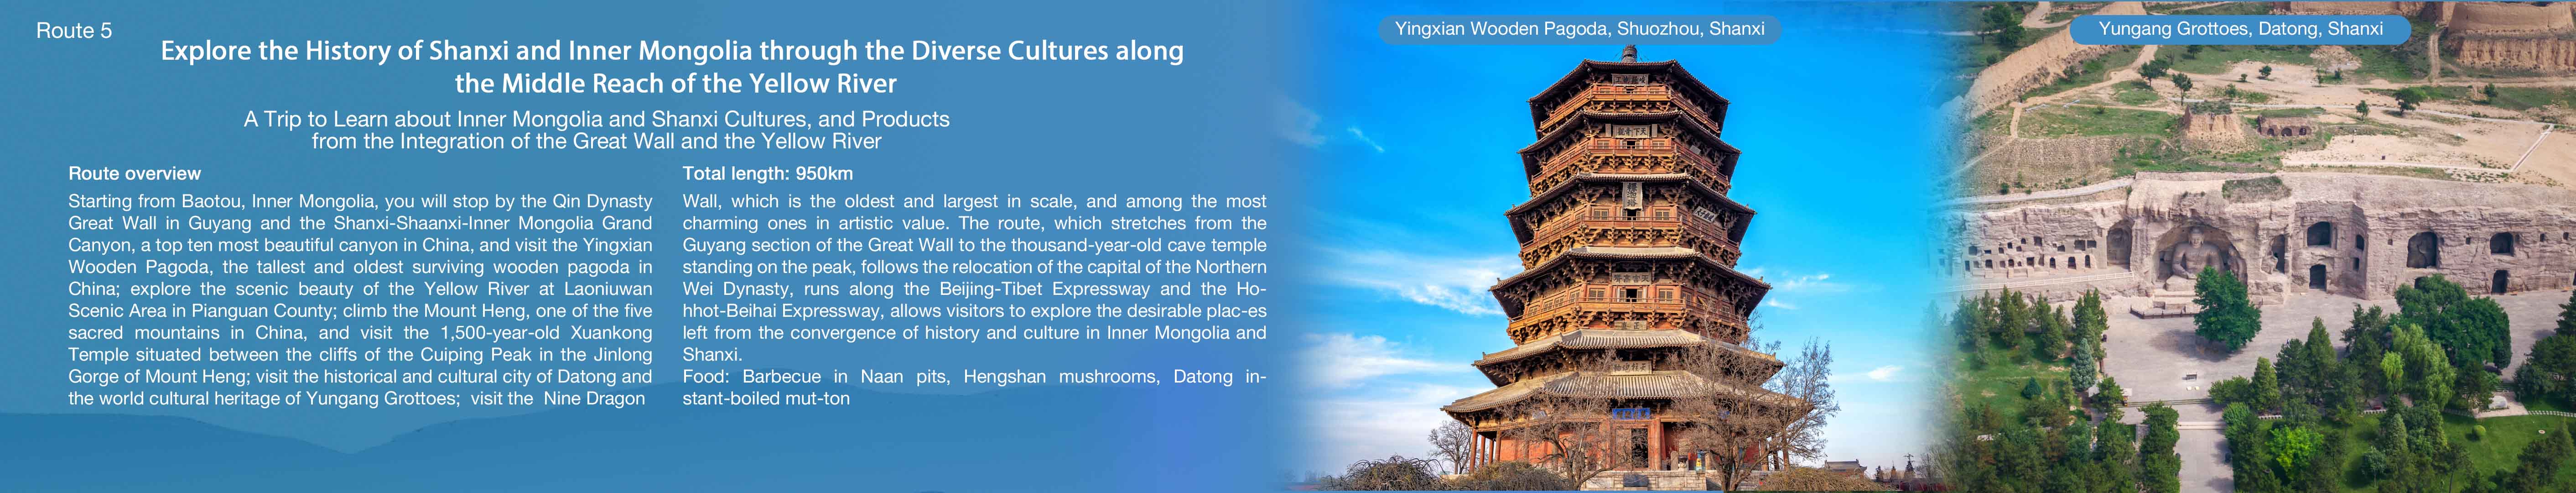 Route 5
Explore the History of Shanxi and Inner Mongolia through the Diverse Cultures along
the Middle Reach of the Yellow River
A Trip to Learn about Inner Mongolia and Shanxi Cultures, and Products
from the Integration of the Great Wall and the Yellow River
Route overview
Starting from Baotou, Inner Mongolia, you will stop by the Qin Dynasty
Great Wall in Guyang and the Shanxi-Shaanxi-Inner Mongolia Grand
Canyon, a top ten most beautiful canyon in China, and visit the Yingxian
Wooden Pagoda, the tallest and oldest surviving wooden pagoda in
China; explore the scenic beauty of the Yellow River at Laoniuwan
Scenic Area in Pianguan County; climb the Mount Heng, one of the five
sacred mountains in China, and visit the 1,500-year-old Xuankong
Temple situated between the cliffs of the Cuiping Peak in the Jinlong
Gorge of Mount Heng; visit the historical and cultural city of Datong and
the world cultural heritage of Yungang Grottoes; visit the Nine Dragon
Total length: 950km
Wall, which is the oldest and largest in scale, and among the most
charming ones in artistic value. The route, which stretches from the
Guyang section of the Great Wall to the thousand-year-old cave temple
standing on the peak, follows the relocation of the capital of the Northern
Wei Dynasty, runs along the Beijing-Tibet Expressway and the Ho-
hhot-Beihai Expressway, allows visitors to explore the desirable plac-es
left from the convergence of history and culture in Inner Mongolia and
Shanxi.
Food: Barbecue in Naan pits, Hengshan mushrooms, Datong in-
stant-boiled mut-ton
Yingxian Wooden Pagoda, Shuozhou, Shanxi
Yungang Grottoes, Datong, Shanxi